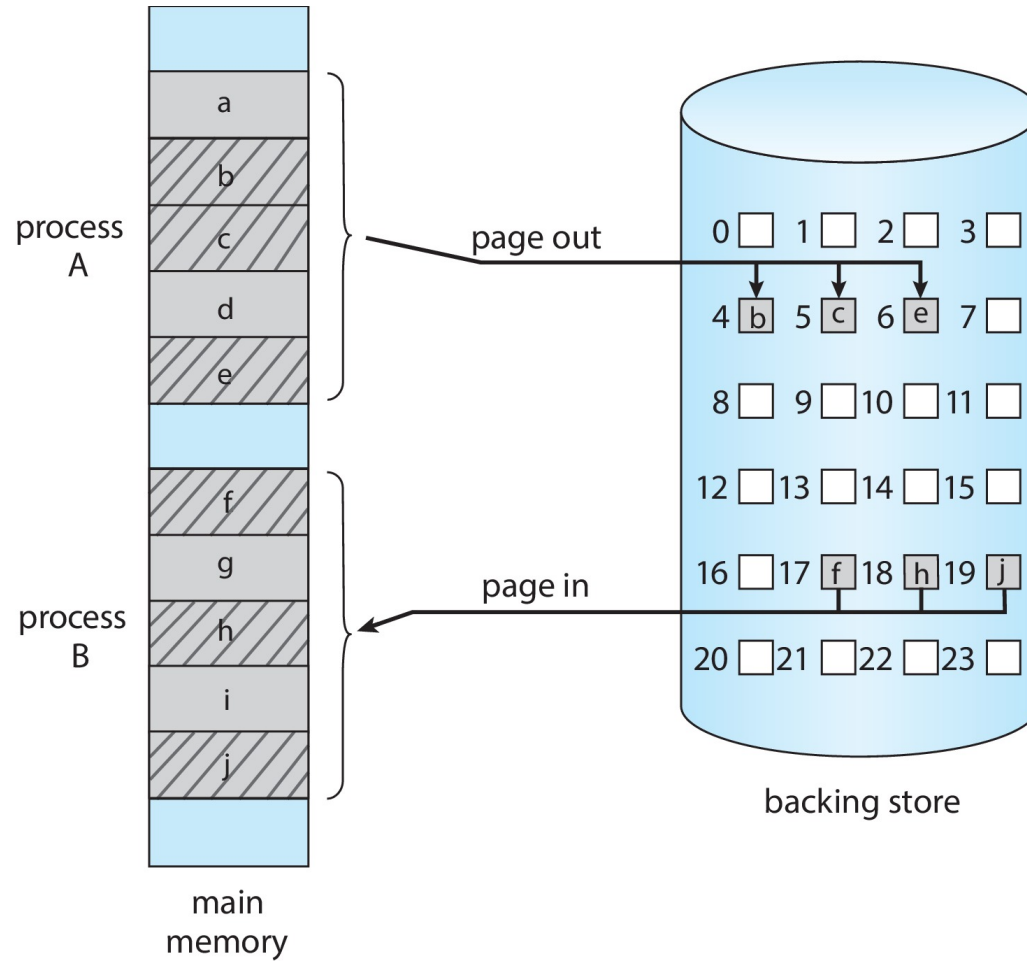 a
b
c
d
e
process
A
f
g
h
i
j
process
B
main
memory
page out
page in
0 1 2 3
4 b 5 c 6 e 7
8 9 10 11
12 13 14 15
16 17 f 18 h 19 j
20 21 22 23
backing store